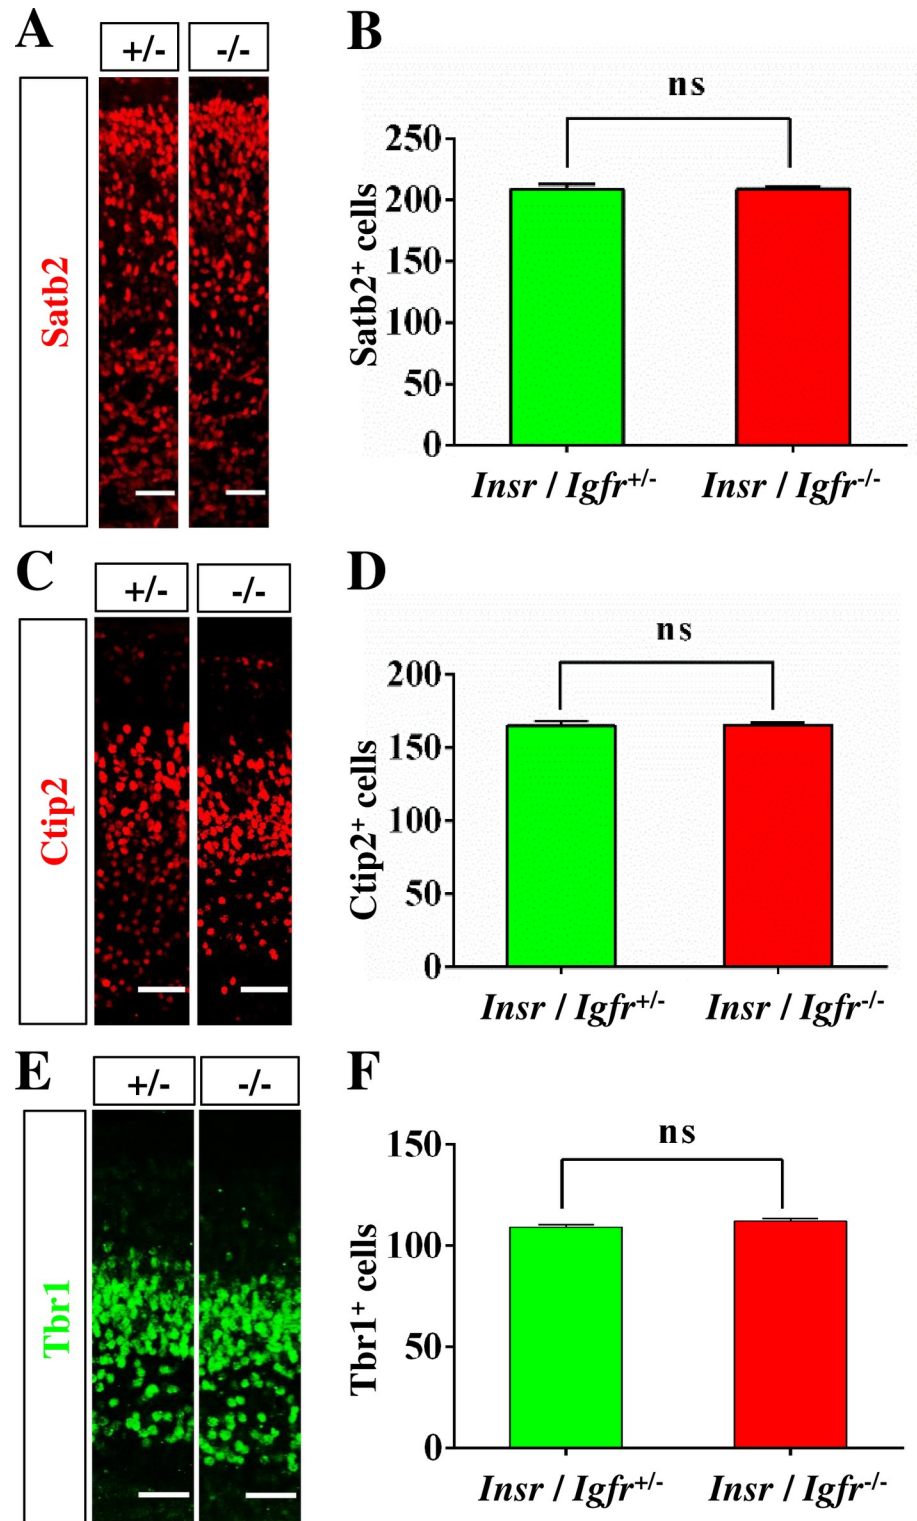 A
+/-
-/-
Satb2
B
ns
Satb2⁺ cells
250
200
150
100
50
0
Insr / Igfr⁺/⁻
Insr / Igfr⁻/⁻
C
+/-
-/-
Ctip2
D
ns
Ctip2⁺ cells
200
150
100
50
0
Insr / Igfr⁺/⁻
Insr / Igfr⁻/⁻
E
+/-
-/-
Tbr1
F
ns
Tbr1⁺ cells
150
100
50
0
Insr / Igfr⁺/⁻
Insr / Igfr⁻/⁻